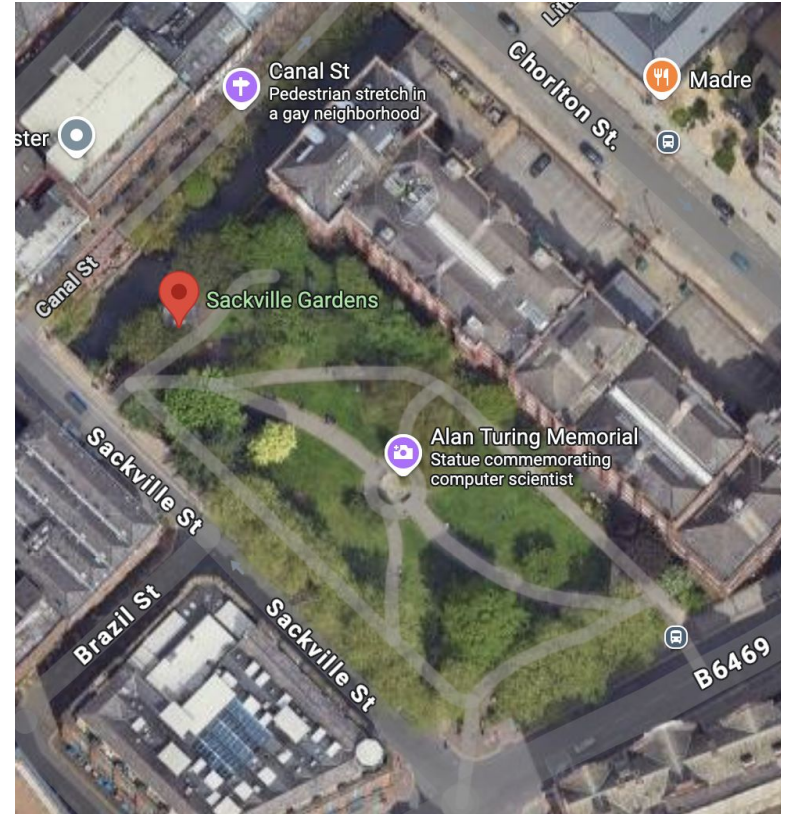 Chorlton St.
Canal St
Pedestrian stretch in
a gay neighborhood
Madre
ster
Canal St
Sackville Gardens
Alan Turing Memorial
Statue commemorating
computer scientist
Sackville St
Brazil St
Sackville St
B6469